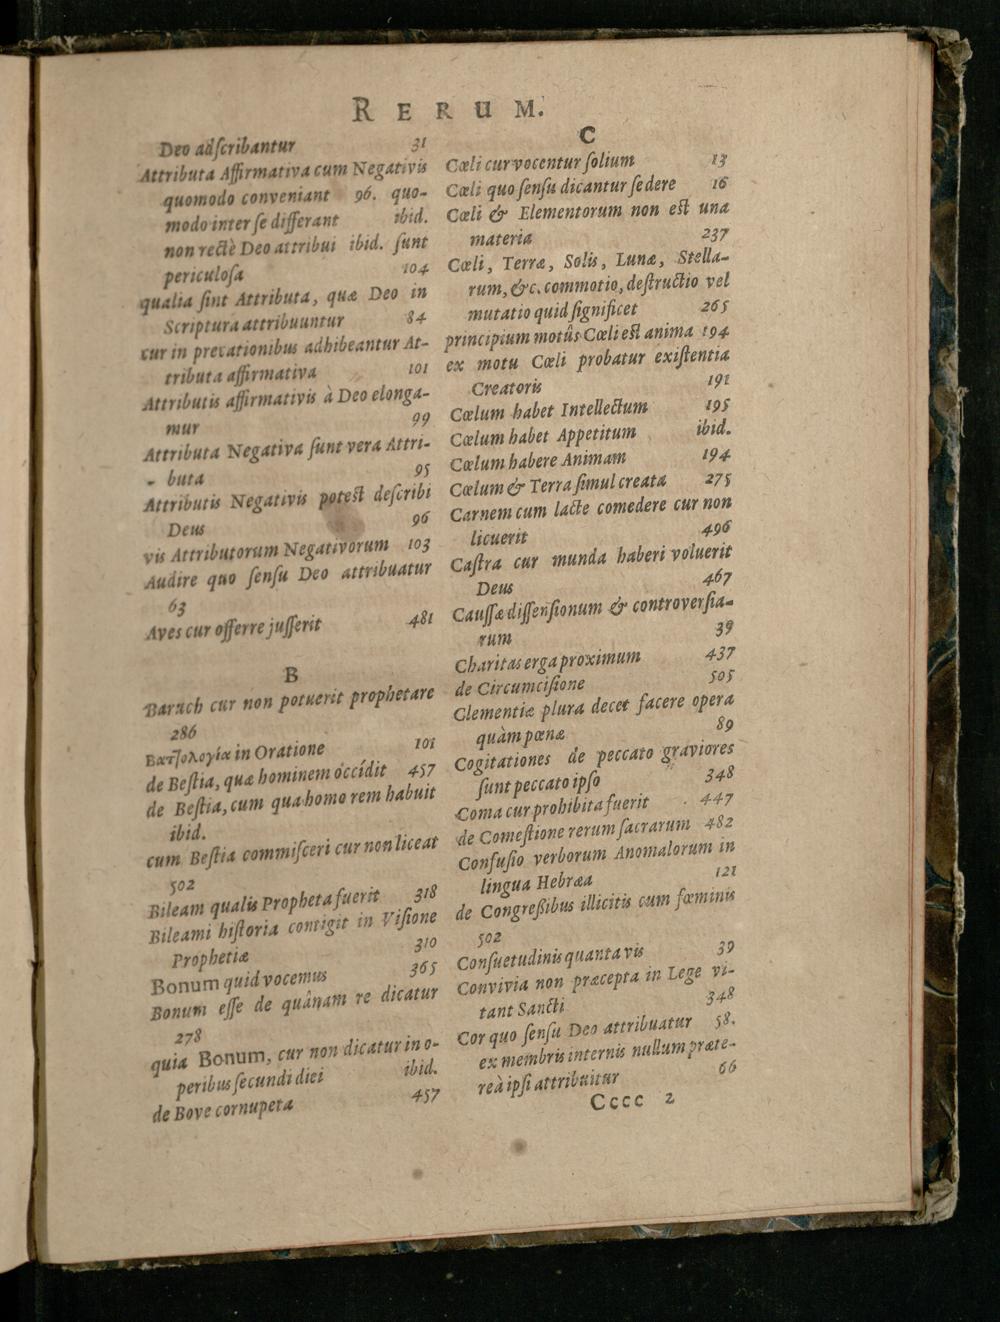 RERUM.
Deo adſcribantur 31
Attributa Affirmativa cum Negativis
quomodo conveniant 96. quo-
modo inter ſe differant ibid.
non rectè Deo attribui ibid. ſunt
periculoſa 104
qualia ſint Attributa, quæ Deo in
Scriptura attribuuntur 84
cur in precationibus adhibeantur At-
tributa affirmativa 101
Attributis affirmativis à Deo elonga-
mur 99
Attributa Negativa ſunt vera Attri-
buta 95
Attributis Negativis potest deſcribi
Deus 96
vis Attributorum Negativorum 103
Audire quo ſenſu Deo attribuatur
63
Aves cur offerre juſſerit 481
B
Baruch cur non potuerit prophetare
286
Βατ̣τολογία in Oratione 101
de Beſtia, quæ hominem occídit 457
de Beſtia, cum qua homo rem habuit
ibid.
cum Beſtia commiſceri cur non liceat
502
Bileam qualis Propheta fuerit 318
Bileami hiſtoria contigit in Viſione
Prophetiæ 310
Bonum quid vocemus 365
Bonum eſſe de quânam re dicatur
278
quia Bonum, cur non dicatur in o-
peribus ſecundi diei ibid.
de Bove cornupeta 457
C
Cœli cur vocentur ſolium 13
Cœli quo ſenſu dicantur ſedere 16
Cœli & Elementorum non est una
materia 237
Cœli, Terræ, Solis, Lunæ, Stella-
rum, &c. commotio, deſtructio vel
mutatio quid ſignificet 265
principium motûs Cœli est anima 194
ex motu Cœli probatur exiſtentia
Creatoris 191
Cœlum habet Intellectum 195
Cœlum habet Appetitum ibid.
Cœlum habere Animam 194
Cœlum & Terra ſimul creata 275
Carnem cum lacte comedere cur non
licuerit 496
Caſtra cur munda haberi voluerit
Deus 467
Cauſſæ diſſenſionum & controverſia-
rum 39
Charitas erga proximum 437
de Circumciſione 505
Clementiæ plura decet facere opera
quàm pœnæ 89
Cogitationes de peccato graviores
ſunt peccato ipſo 348
Coma cur prohibita fuerit 447
de Comeſtione rerum ſacrarum 482
Confuſio verborum Anomalorum in
lingua Hebræa 121
de Congreßibus illicitis cum fœminis
502
Conſuetudinis quanta vis 39
Convivia non præcepta in Lege vi-
tant Sancti 348
Cor quo ſenſu Deo attribuatur 58.
ex membris internis nullum præte-
reà ipſi attribuitur 66
Cccc 2